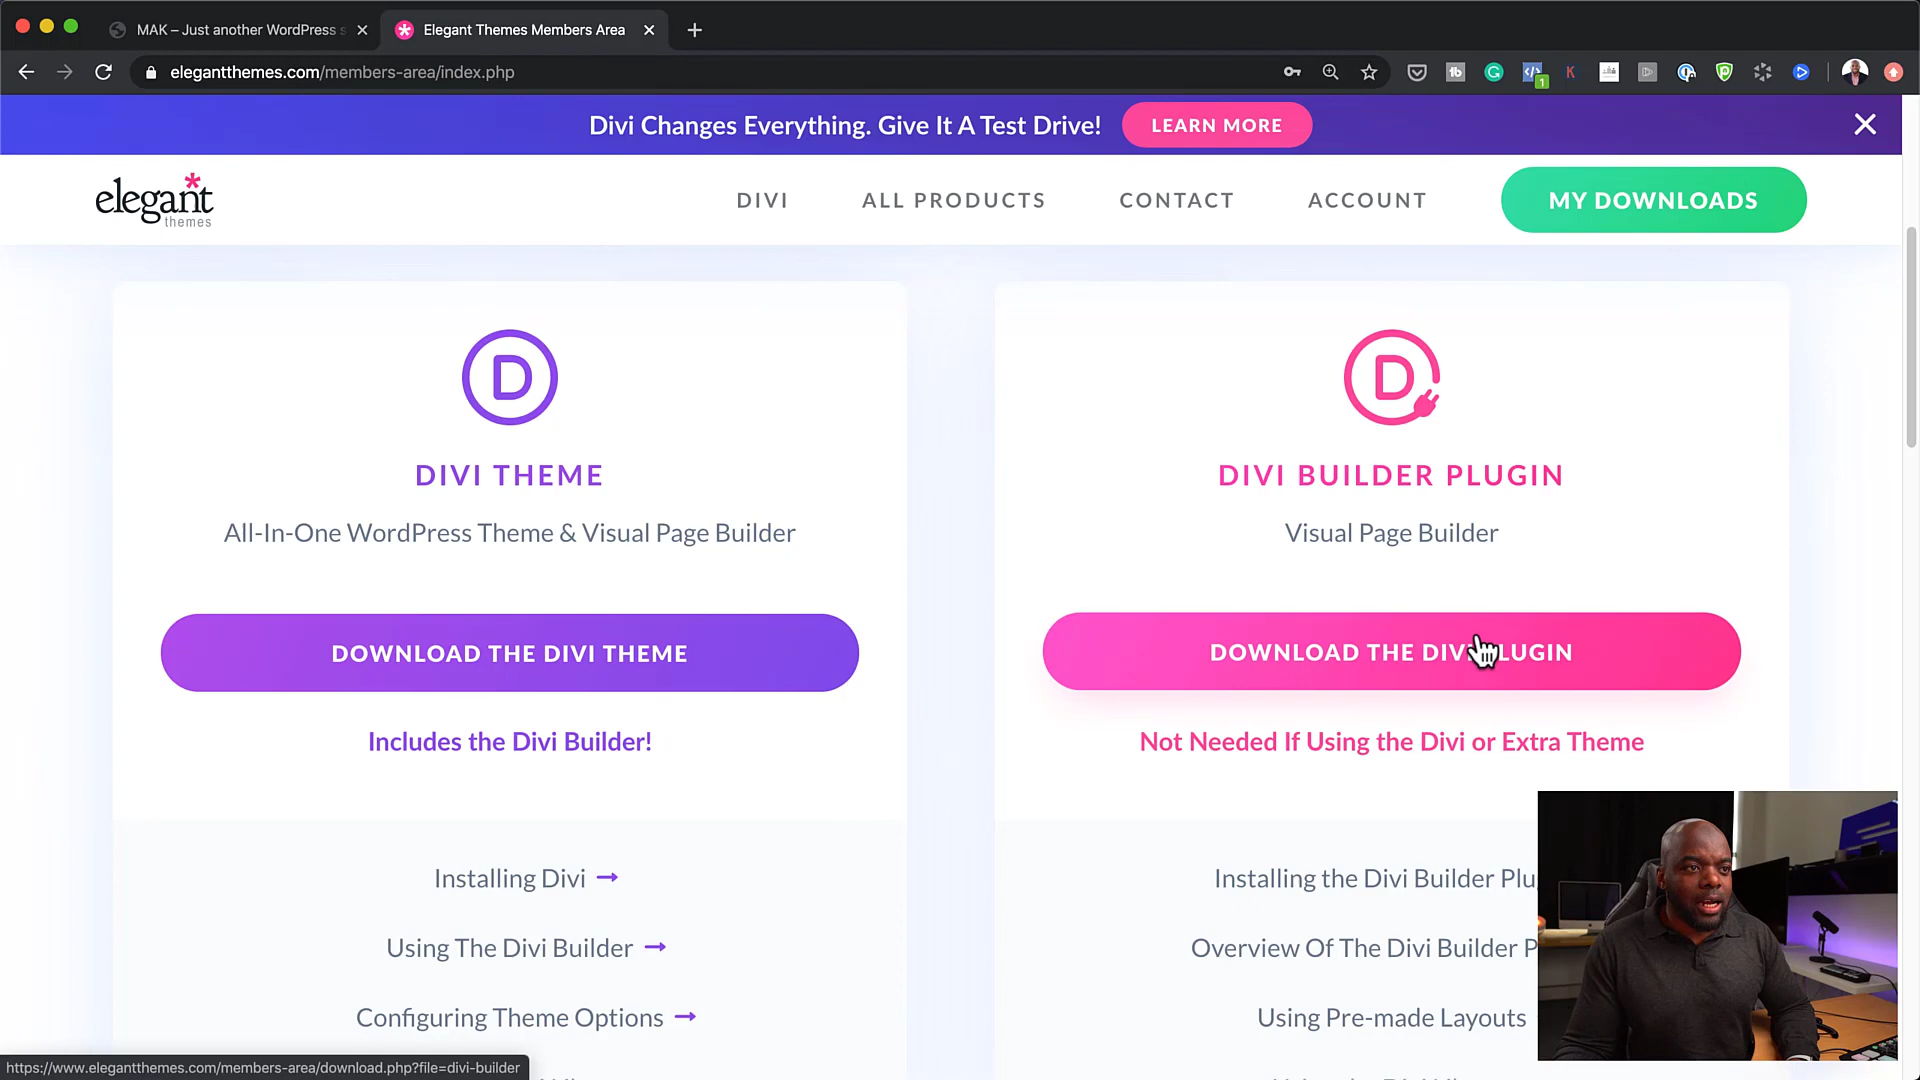 MAK – Just another WordPress s
Elegant Themes Members Area
elegantthemes.com/members-area/index.php
1
Divi Changes Everything. Give It A Test Drive!
LEARN MORE
elegant
themes
DIVI
ALL PRODUCTS
CONTACT
ACCOUNT
MY DOWNLOADS
D
D
DIVI THEME
DIVI BUILDER PLUGIN
All-In-One WordPress Theme & Visual Page Builder
Visual Page Builder
DOWNLOAD THE DIVI THEME
DOWNLOAD THE DIVI PLUGIN
Includes the Divi Builder!
Not Needed If Using the Divi or Extra Theme
Installing Divi
Installing the Divi Builder Plu
Using The Divi Builder
Overview Of The Divi Builder P
Configuring Theme Options
Using Pre-made Layouts
https://www.elegantthemes.com/members-area/download.php?file=divi-builder